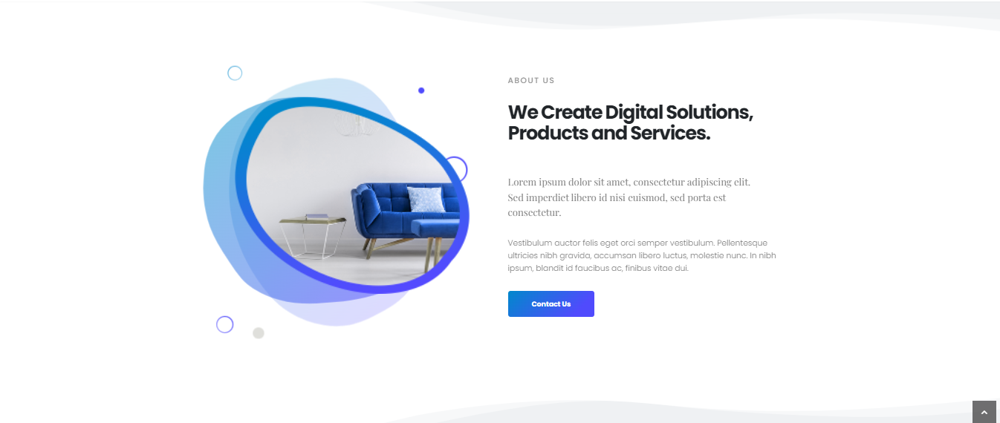 ABOUT US
We Create Digital Solutions,
Products and Services.
Lorem ipsum dolor sit amet, consectetur adipiscing elit.
Sed imperdiet libero id nisi euismod, sed porta est
consectetur.
Vestibulum auctor felis eget orci semper vestibulum. Pellentesque
ultricies nibh gravida, accumsan libero luctus, molestie nunc. In nibh
ipsum, blandit id faucibus ac, finibus vitae dui.
Contact Us